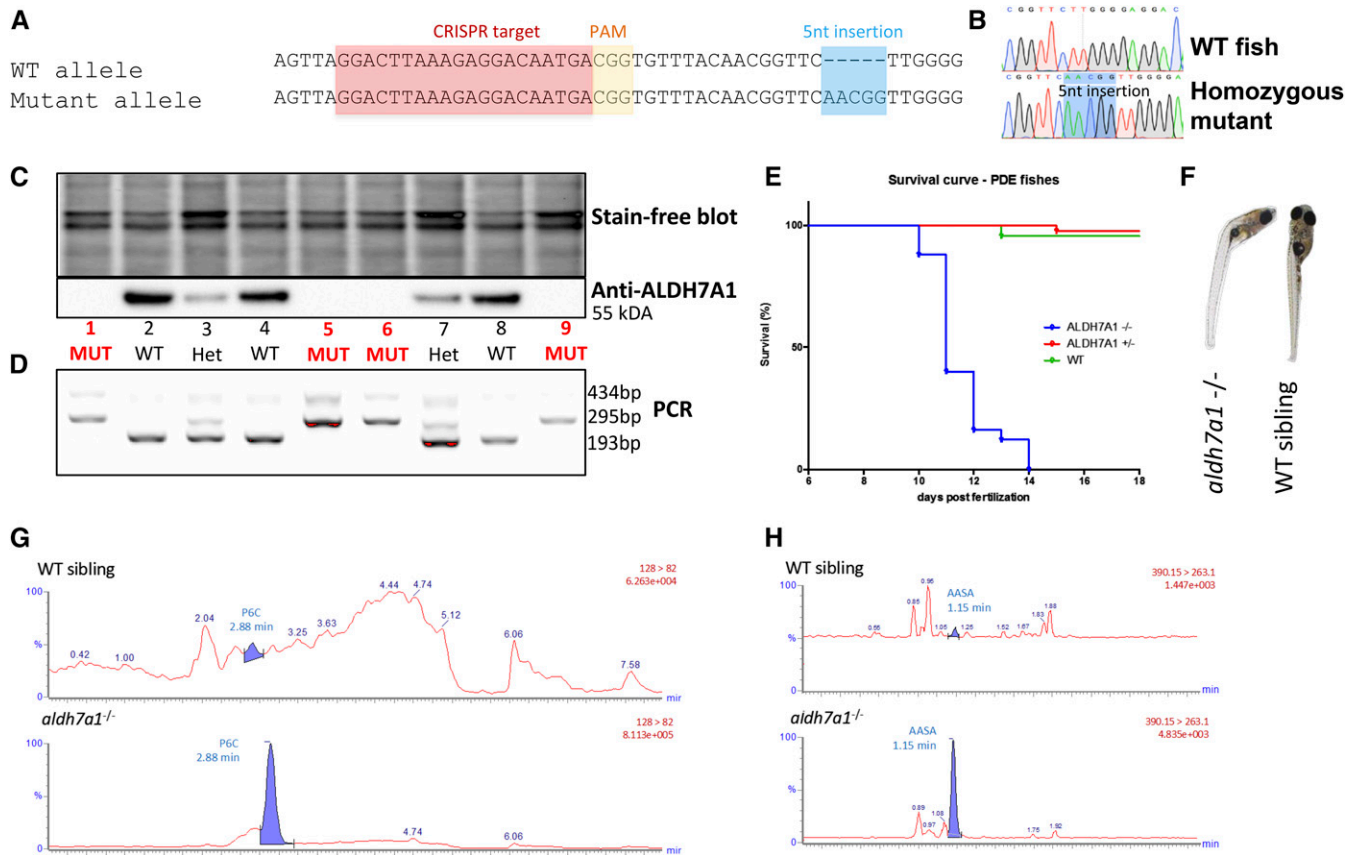 A
CRISPR target
PAM
5nt insertion
WT allele
AGTTAGGACTTAAAGAGGACAATGACGGTGTTTACAACGGTTC-----TTGGGG
Mutant allele
AGTTAGGACTTAAAGAGGACAATGACGGTGTTTACAACGGTTCAACGGTTGGGG
B
C G G T T C T T G G G G A G G A C
WT fish
C G G T T C A A C G G T T G G G G A
5nt insertion
Homozygous
mutant
C
Stain-free blot
Anti-ALDH7A1
55 kDA
1 2 3 4 5 6 7 8 9
MUT WT Het WT MUT MUT Het WT MUT
D
434bp
295bp
193bp
PCR
E
Survival curve - PDE fishes
Survival (%)
100
50
0
6 8 10 12 14 16 18
days post fertilization
ALDH7A1 -/-
ALDH7A1 +/-
WT
F
aldh7a1 -/-
WT sibling
G
WT sibling
128 > 82
6.263e+004
100
%
0
0.42 1.00 2.04
P6C
2.88 min
3.25 3.63 4.44 4.74 5.12 6.06 7.58
min
aldh7a1-/-
128 > 82
8.113e+005
100
%
0
P6C
2.88 min
4.74 6.06
min
H
WT sibling
390.15 > 263.1
1.447e+003
100
%
0
0.85 0.96 1.05
AASA
1.15 min
1.25 1.52 1.67 1.83 1.88
min
aldh7a1-/-
390.15 > 263.1
4.835e+003
100
%
0
AASA
1.15 min
0.89 0.97 1.08 1.75 1.92
min